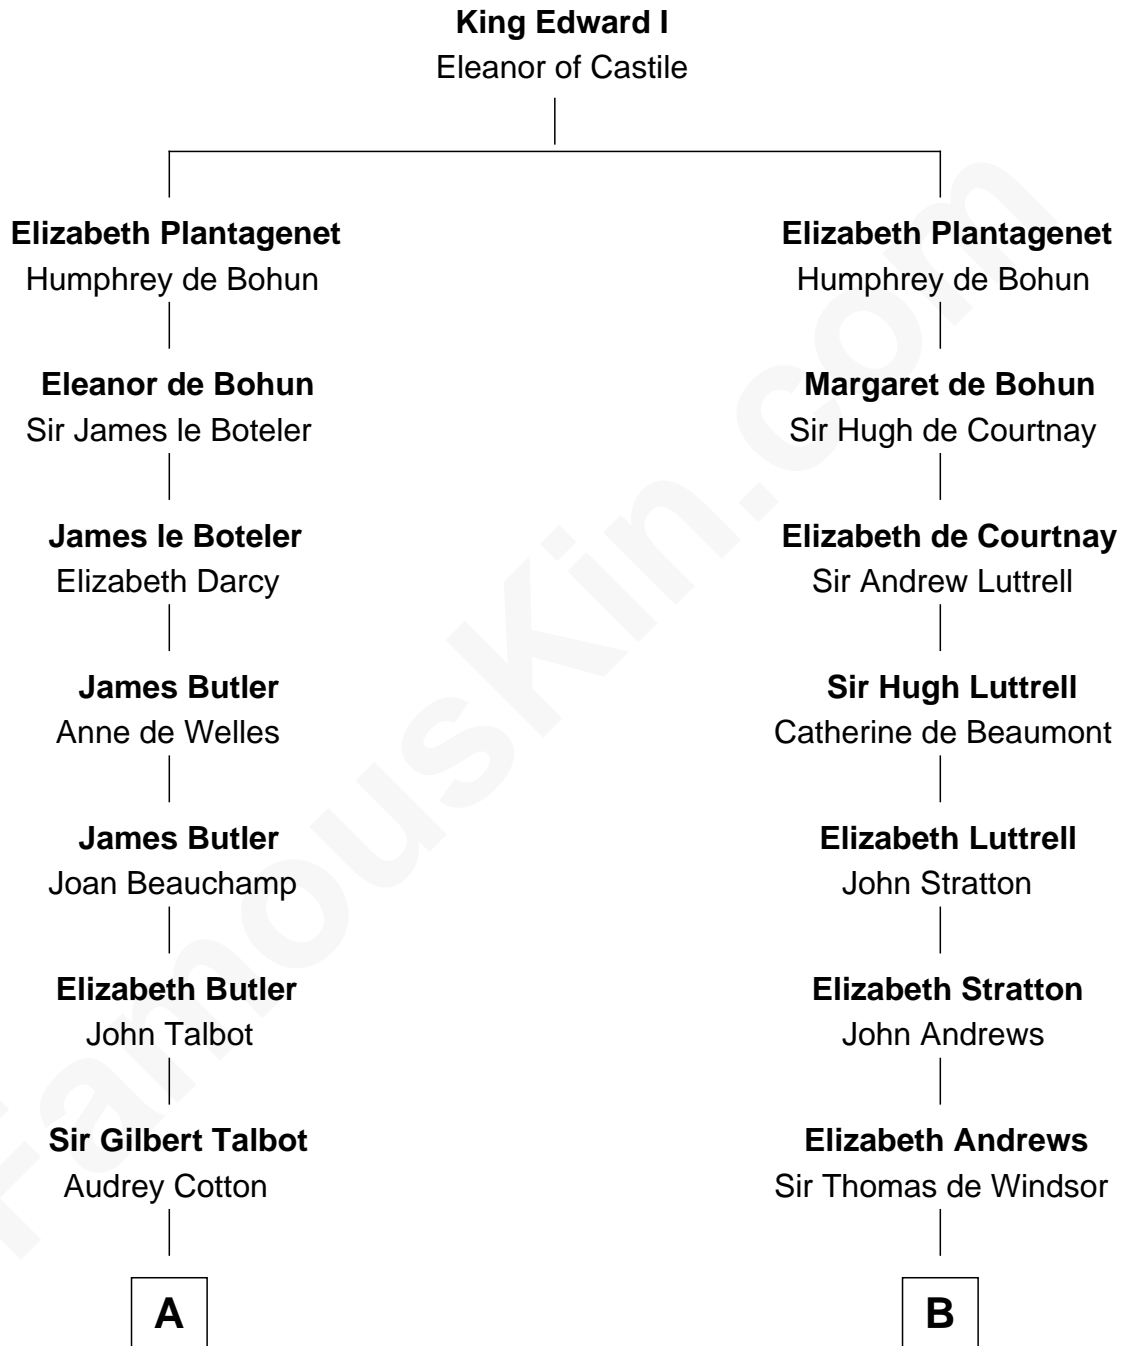 King Edward I
Eleanor of Castile
Elizabeth Plantagenet
Humphrey de Bohun
Eleanor de Bohun
Sir James le Boteler
James le Boteler
Elizabeth Darcy
James Butler
Anne de Welles
James Butler
Joan Beauchamp
Elizabeth Butler
John Talbot
Sir Gilbert Talbot
Audrey Cotton
A
Elizabeth Plantagenet
Humphrey de Bohun
Margaret de Bohun
Sir Hugh de Courtnay
Elizabeth de Courtnay
Sir Andrew Luttrell
Sir Hugh Luttrell
Catherine de Beaumont
Elizabeth Luttrell
John Stratton
Elizabeth Stratton
John Andrews
Elizabeth Andrews
Sir Thomas de Windsor
B
FamousKin.com